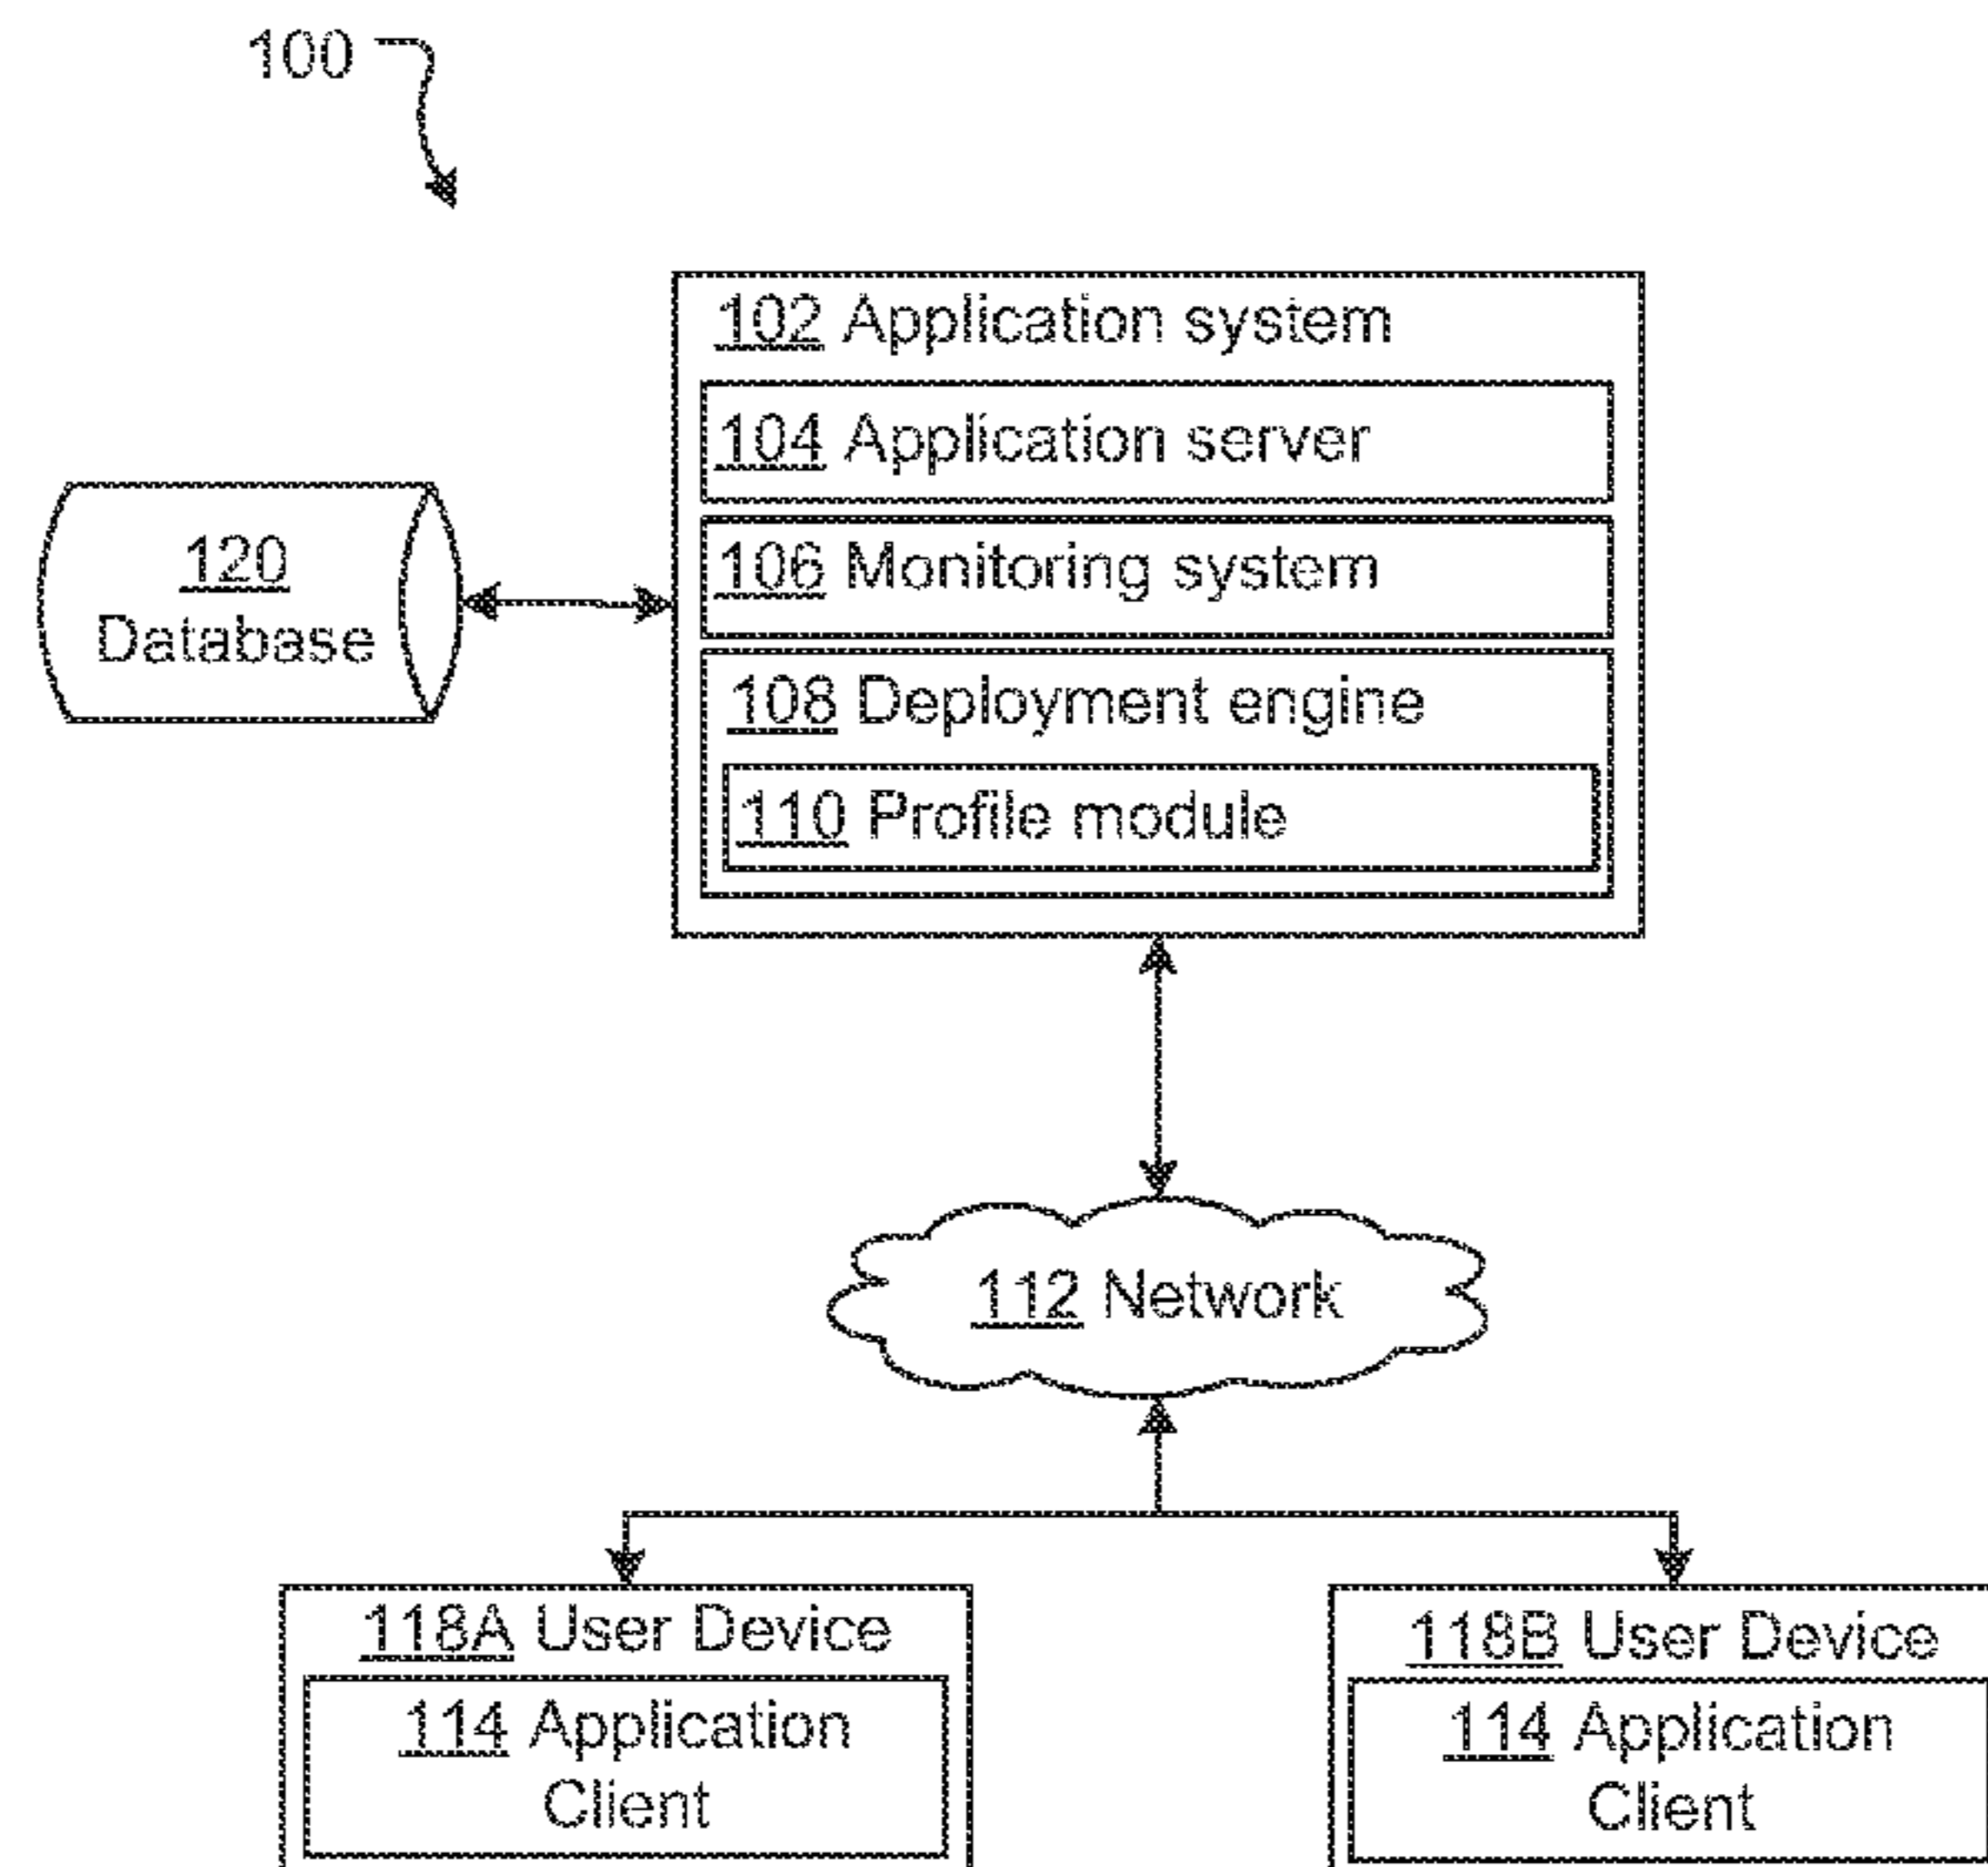 100
102 Application system
104 Application server
106 Monitoring system
108 Deployment engine
110 Profile module
120
Database
112 Network
118A User Device
114 Application
Client
118B User Device
114 Application
Client